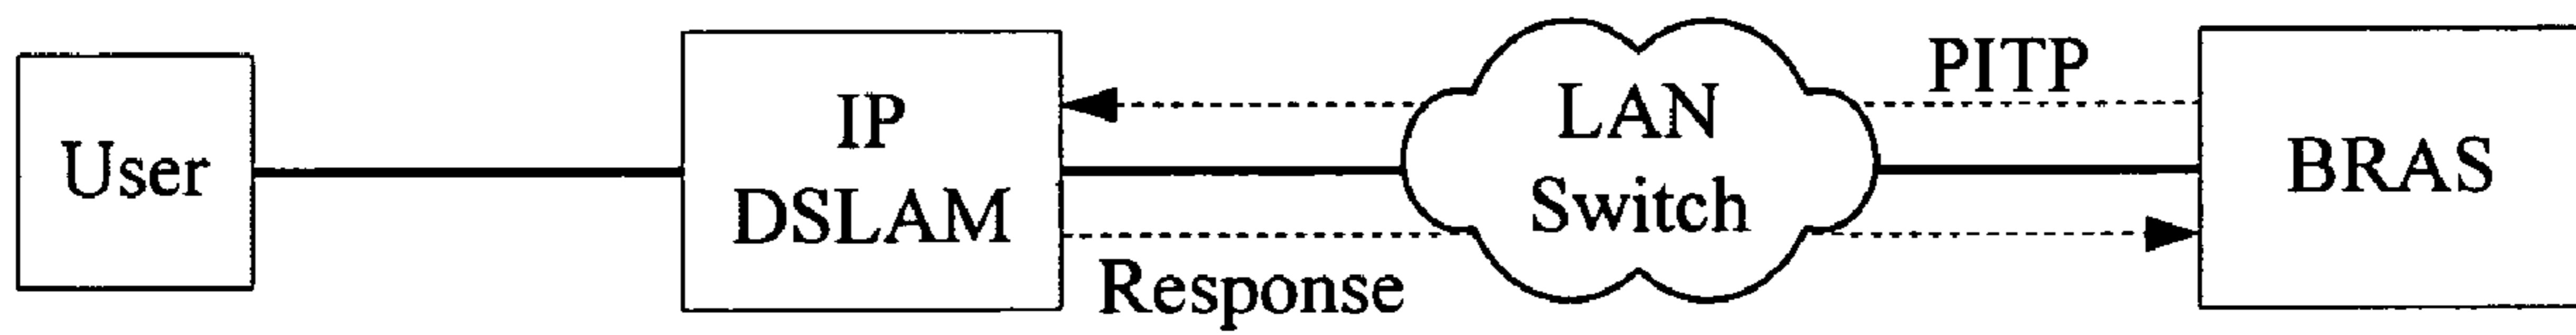 User
IP
DSLAM
LAN
Switch
PITP
BRAS
Response